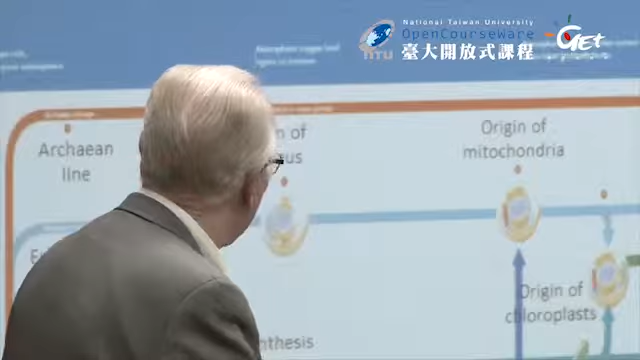 National Taiwan University
OpenCourseWare
臺大開放式課程
NTU
GET
Archaean
line
n of
us
Origin of
mitochondria
Origin of
chloroplasts
nthesis